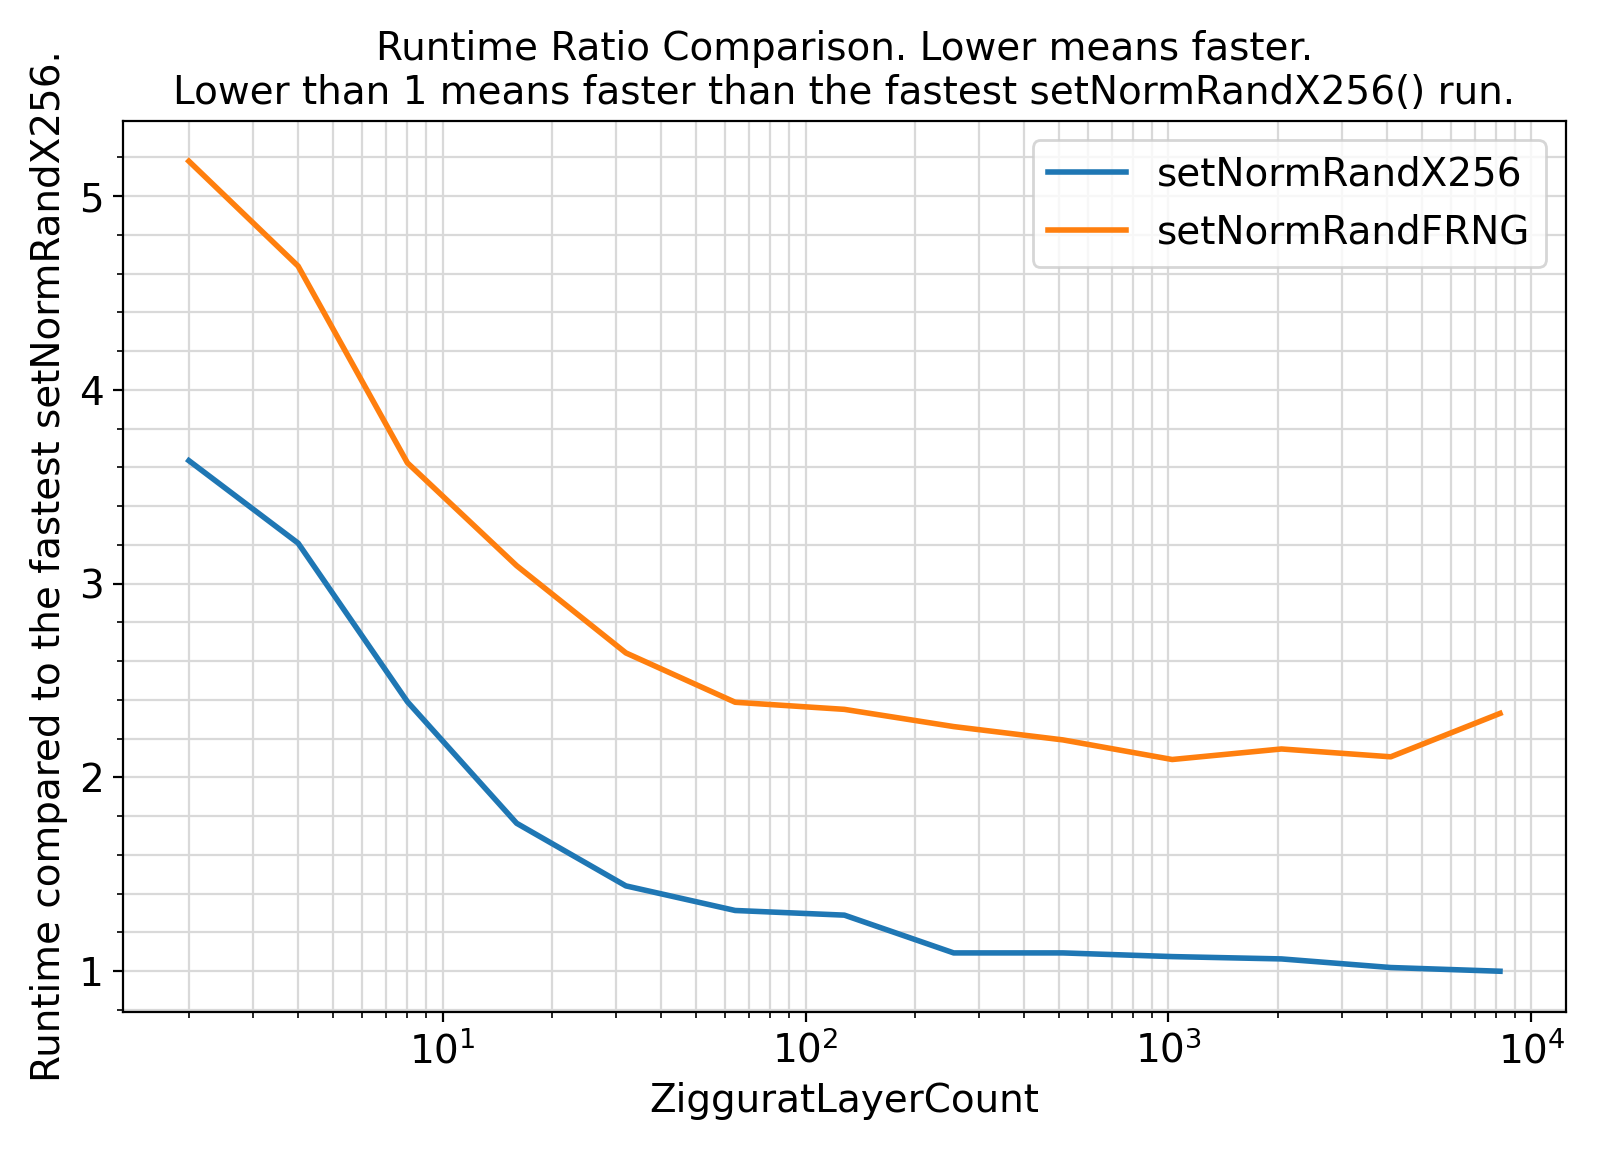 Runtime Ratio Comparison. Lower means faster.
Lower than 1 means faster than the fastest setNormRandX256() run.
Runtime compared to the fastest setNormRandX256.
5
4
3
2
1
setNormRandX256
setNormRandFRNG
10¹
10²
10³
10⁴
ZigguratLayerCount